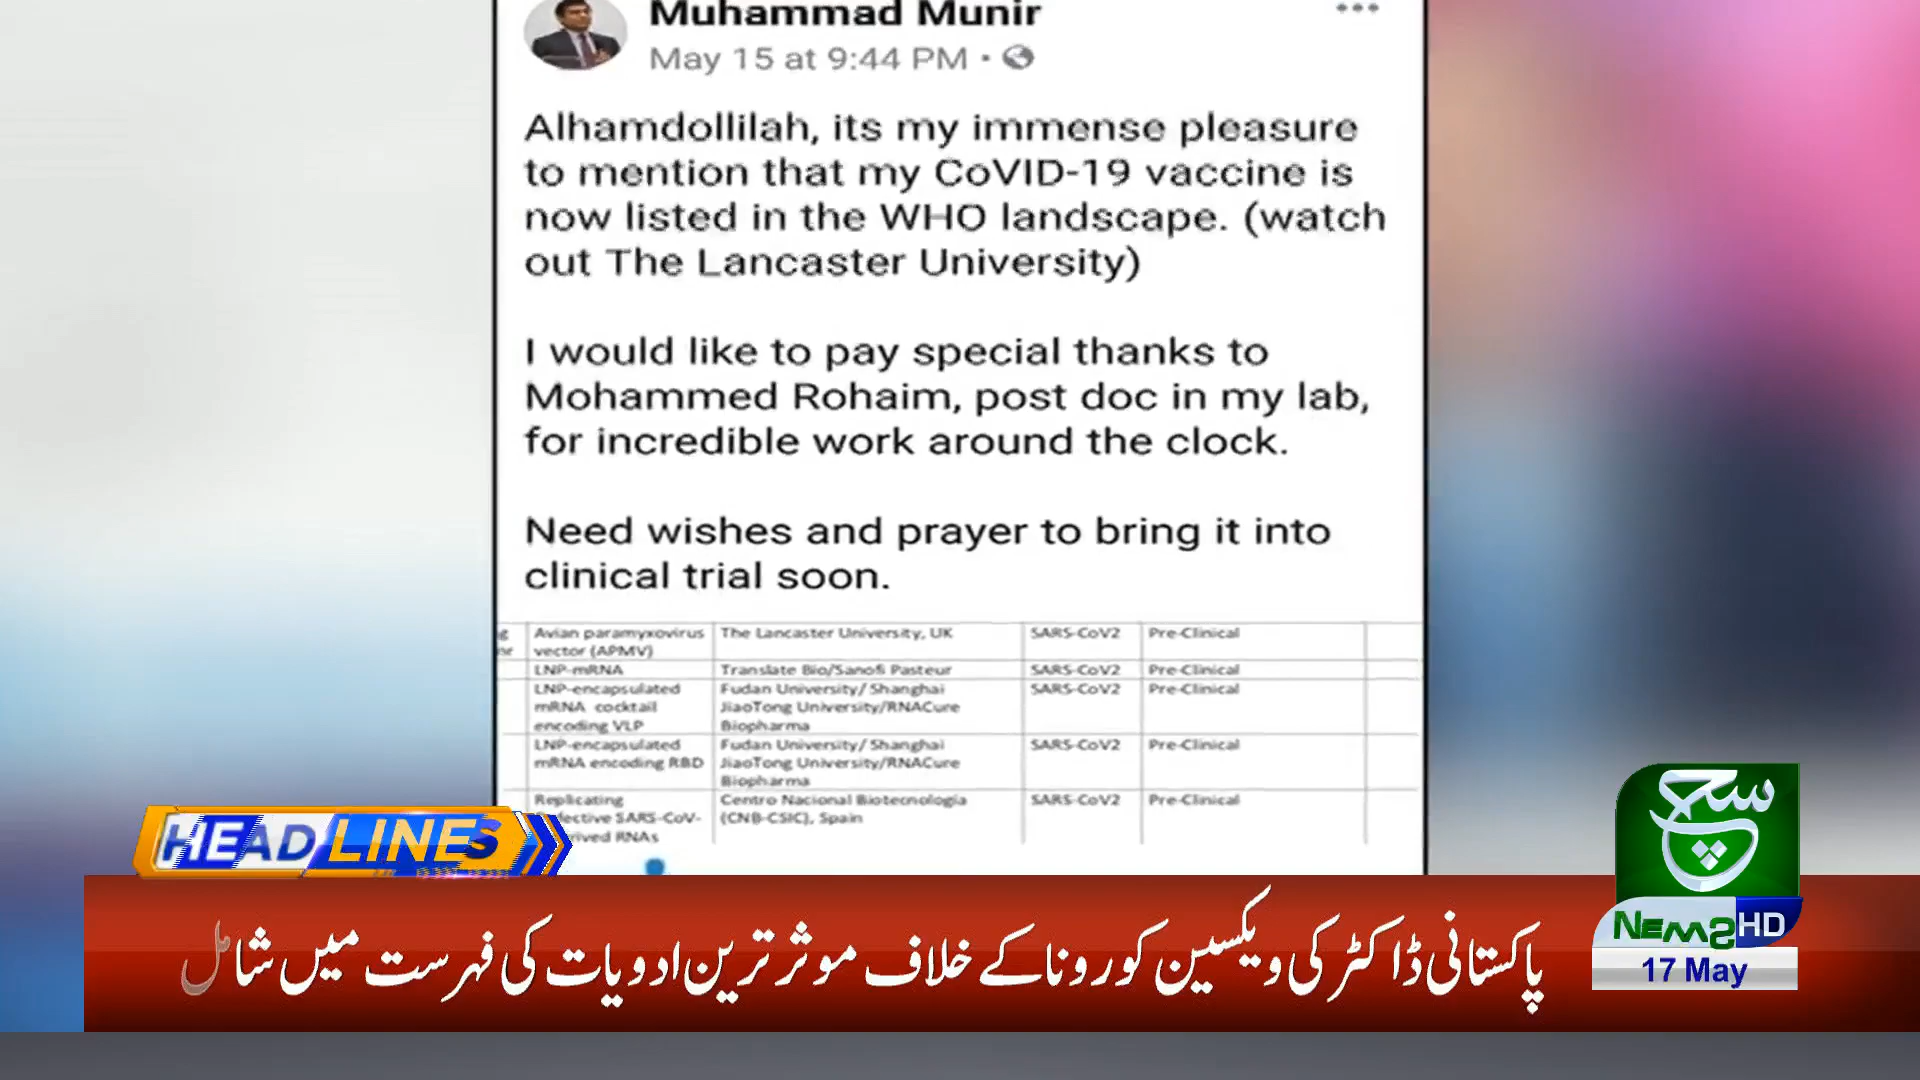 Muhammad Munir
May 15 at 9:44 PM
Alhamdollilah, its my immense pleasure
to mention that my CoVID-19 vaccine is
now listed in the WHO landscape. (watch
out The Lancaster University)
I would like to pay special thanks to
Mohammed Rohaim, post doc in my lab,
for incredible work around the clock.
Need wishes and prayer to bring it into
clinical trial soon.
Avian paramyxovirus The Lancaster University, UK SARS-CoV2 Pre-Clinical
vector (APMV)
LNP-mRNA Translate Bio/Sanofi Pasteur SARS-CoV2 Pre-Clinical
LNP-encapsulated Fudan University/ Shanghai SARS-CoV2 Pre-Clinical
mRNA cocktail JiaoTong University/RNACure
encoding VLP Biopharma
LNP-encapsulated Fudan University/ Shanghai SARS-CoV2 Pre-Clinical
mRNA encoding RBD JiaoTong University/RNACure
Biopharma
Replicating Centro Nacional Biotecnología SARS-CoV2 Pre-Clinical
SARS-CoV- (CNB-CSIC), Spain
RNAs
HEADLINES
سچ
NEWS HD
17 May
پاکستانی ڈاکٹر کی ویکسین کورونا کے خلاف موثر ترین ادویات کی فہرست میں شامل